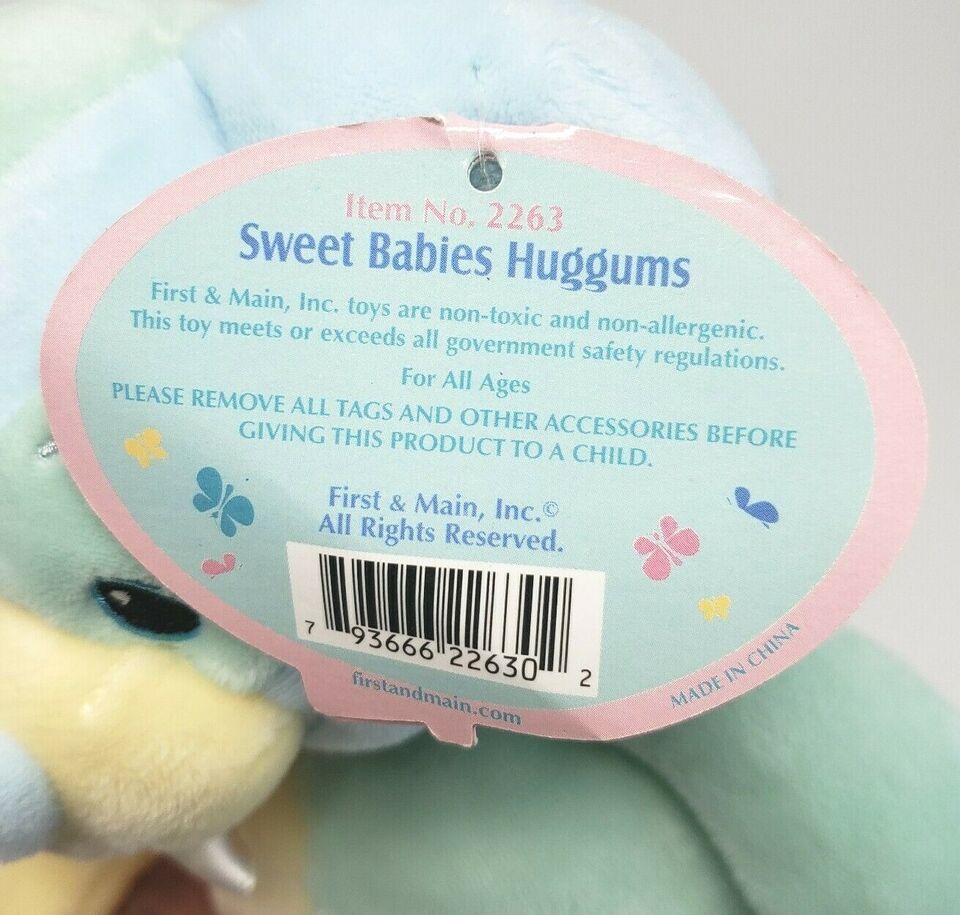 Item No. 2263
Sweet Babies Huggums
First & Main, Inc. toys are non-toxic and non-allergenic.
This toy meets or exceeds all government safety regulations.
For All Ages
PLEASE REMOVE ALL TAGS AND OTHER ACCESSORIES BEFORE
GIVING THIS PRODUCT TO A CHILD.
First & Main, Inc.©
All Rights Reserved.
7 93666 22630 2
firstandmain.com
MADE IN CHINA